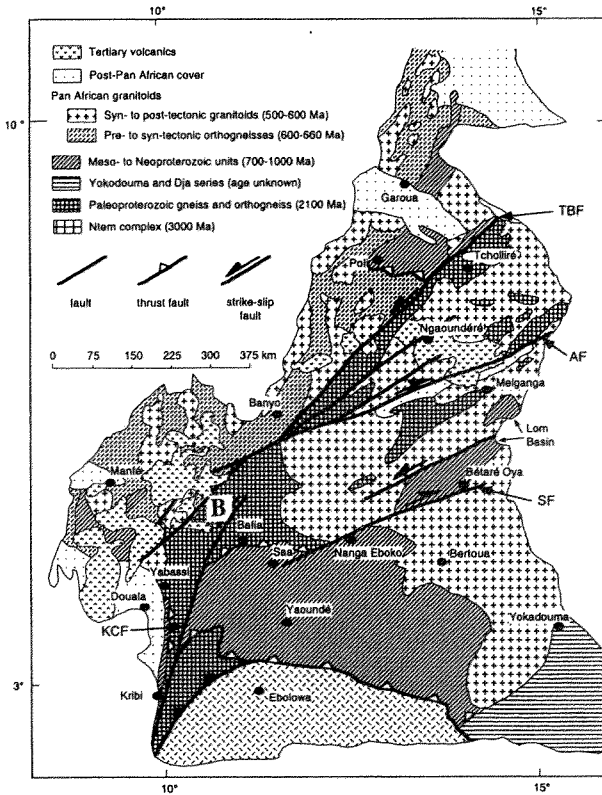 10°
15°
Tertiary volcanics
Post-Pan African cover
Pan African granitoids
Syn- to post-tectonic granitoids (500-600 Ma)
Pre- to syn-tectonic orthogneisses (600-660 Ma)
Meso- to Neoproterozoic units (700-1000 Ma)
Yokodouma and Dja series (age unknown)
Paleoproterozoic gneiss and orthogneiss (2100 Ma)
Ntem complex (3000 Ma)
fault
thrust fault
strike-slip
fault
0 75 150 225 300 375 km
10°
Garoua
TBF
Poli
Tcholliré
Ngaoundéré
AF
Meiganga
Banyo
Lom
Basin
Mamfé
Bétaré Oya
B
SF
Bafia
Nanga Eboko
Saa
Bertoua
Yabassi
Douala
Yaoundé
Yokadouma
KCF
3°
Kribi
Ebolowa
10°
15°